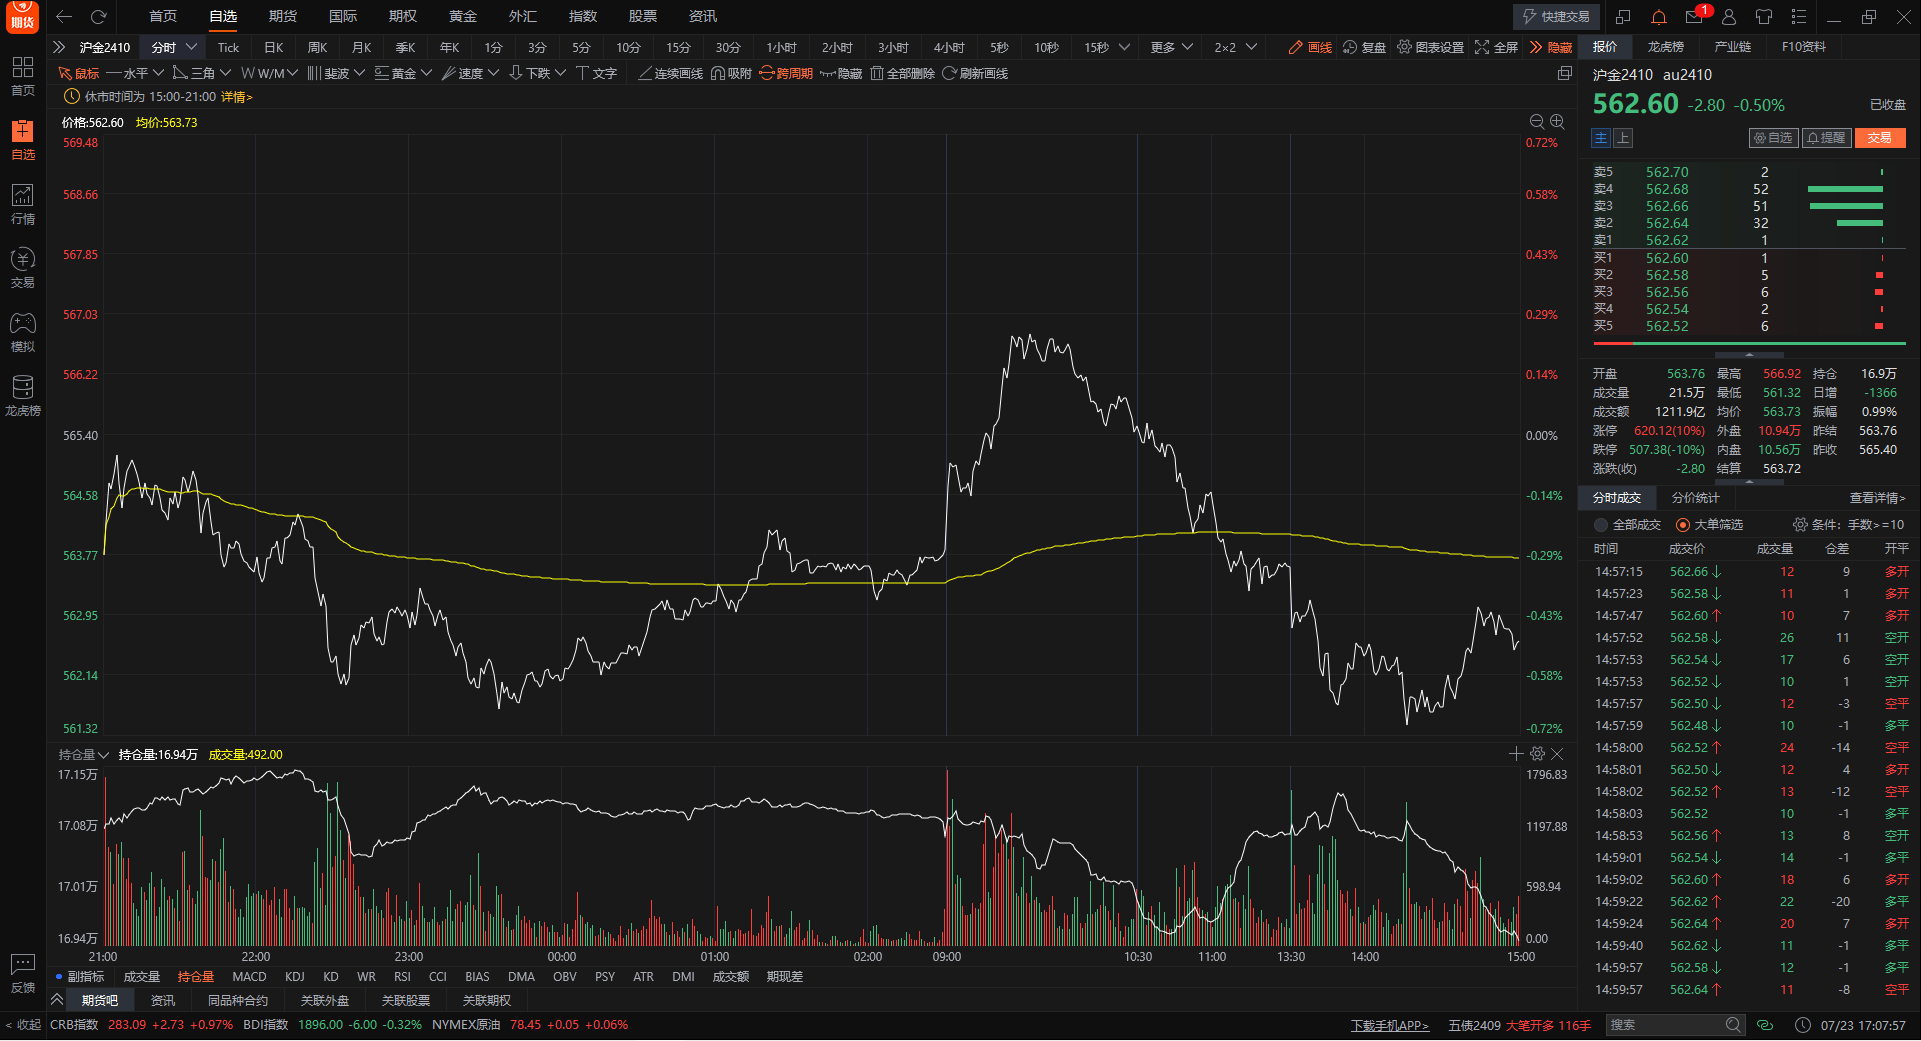 期货 首页 自选 期货 国际 期权 黄金 外汇 指数 股票 资讯 快捷交易 1
沪金2410 分时 Tick 日K 周K 月K 季K 年K 1分 3分 5分 10分 15分 30分 1小时 2小时 3小时 4小时 5秒 10秒 15秒 更多 2×2 画线 复盘 图表设置 全屏 隐藏
鼠标 水平 三角 W/M 斐波 黄金 速度 下跌 文字 连续画线 吸附 跨周期 隐藏 全部删除 刷新画线
休市时间为 15:00-21:00 详情>
价格:562.60 均价:563.73
首页
自选
行情
交易
模拟
龙虎榜
反馈
< 收起
569.48 0.72%
568.66 0.58%
567.85 0.43%
567.03 0.29%
566.22 0.14%
565.40 0.00%
564.58 -0.14%
563.77 -0.29%
562.95 -0.43%
562.14 -0.58%
561.32 -0.72%
持仓量 持仓量:16.94万 成交量:492.00
17.15万 1796.83
17.08万 1197.88
17.01万 598.94
16.94万 0.00
21:00 22:00 23:00 00:00 01:00 02:00 09:00 10:30 11:00 13:30 14:00 15:00
副指标 成交量 持仓量 MACD KDJ KD WR RSI CCI BIAS DMA OBV PSY ATR DMI 成交额 期现差
期货吧 资讯 同品种合约 关联外盘 关联股票 关联期权
报价 龙虎榜 产业链 F10资料
沪金2410 au2410
562.60 -2.80 -0.50% 已收盘
主 上 自选 提醒 交易
卖5 562.70 2
卖4 562.68 52
卖3 562.66 51
卖2 562.64 32
卖1 562.62 1
买1 562.60 1
买2 562.58 5
买3 562.56 6
买4 562.54 2
买5 562.52 6
开盘 563.76 最高 566.92 持仓 16.9万
成交量 21.5万 最低 561.32 日增 -1366
成交额 1211.9亿 均价 563.73 振幅 0.99%
涨停 620.12(10%) 外盘 10.94万 昨结 563.76
跌停 507.38(-10%) 内盘 10.56万 昨收 565.40
涨跌(收) -2.80 结算 563.72
分时成交 分价统计 查看详情>
全部成交 大单筛选 条件: 手数>=10
时间 成交价 成交量 仓差 开平
14:57:15 562.66↓ 12 9 多开
14:57:23 562.58↓ 11 1 多开
14:57:47 562.60↑ 10 7 多开
14:57:52 562.58↓ 26 11 空开
14:57:53 562.54↓ 17 6 空开
14:57:53 562.52↓ 10 1 空开
14:57:57 562.50↓ 12 -3 空平
14:57:59 562.48↓ 10 -1 多平
14:58:00 562.52↑ 24 -14 空平
14:58:01 562.50↓ 12 4 多开
14:58:02 562.52↑ 13 -12 空平
14:58:03 562.52 10 -1 多平
14:58:53 562.56↑ 13 8 空开
14:59:01 562.54↓ 14 -1 多平
14:59:02 562.60↑ 18 6 多开
14:59:22 562.62↑ 22 -20 多平
14:59:24 562.64↑ 20 7 多开
14:59:40 562.62↓ 11 -1 多平
14:59:57 562.58↓ 12 -1 多平
14:59:57 562.64↑ 11 -8 空平
CRB指数 283.09 +2.73 +0.97% BDI指数 1896.00 -6.00 -0.32% NYMEX原油 78.45 +0.05 +0.06% 下载手机APP> 五债2409 大笔开多 116手 搜索 07/23 17:07:57